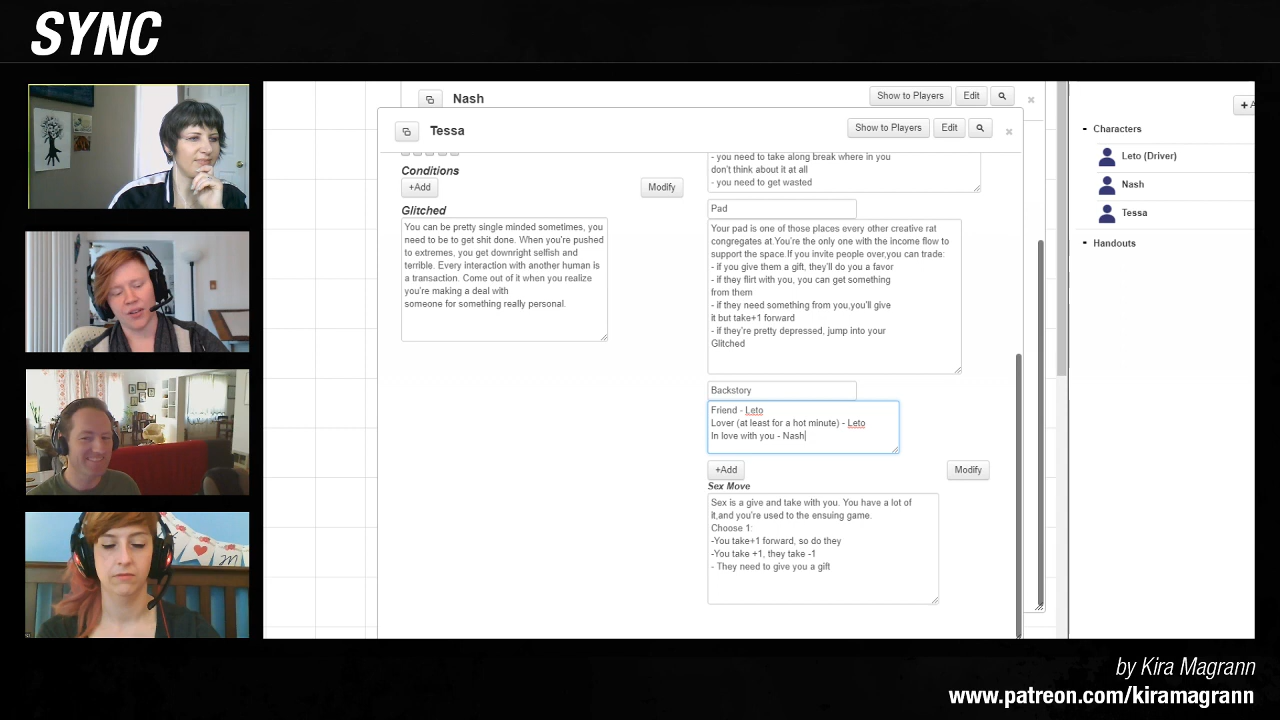 SYNC
Nash
Show to Players
Edit
Tessa
Show to Players
Edit
Conditions
+Add
Modify
Glitched
You can be pretty single minded sometimes, you
need to be to get shit done. When you're pushed
to extremes, you get downright selfish and
terrible. Every interaction with another human is
a transaction. Come out of it when you realize
you're making a deal with
someone for something really personal.
- you need to take along break where in you
don't think about it at all
- you need to get wasted
Pad
Your pad is one of those places every other creative rat
congregates at.You're the only one with the income flow to
support the space.If you invite people over,you can trade:
- if you give them a gift, they'll do you a favor
- if they flirt with you, you can get something
from them
- if they need something from you,you'll give
it but take+1 forward
- if they're pretty depressed, jump into your
Glitched
Backstory
Friend - Leto
Lover (at least for a hot minute) - Leto
In love with you - Nash
+Add
Modify
Sex Move
Sex is a give and take with you. You have a lot of
it,and you're used to the ensuing game.
Choose 1:
-You take+1 forward, so do they
-You take +1, they take -1
- They need to give you a gift
Characters
Leto (Driver)
Nash
Tessa
Handouts
by Kira Magrann
www.patreon.com/kiramagrann